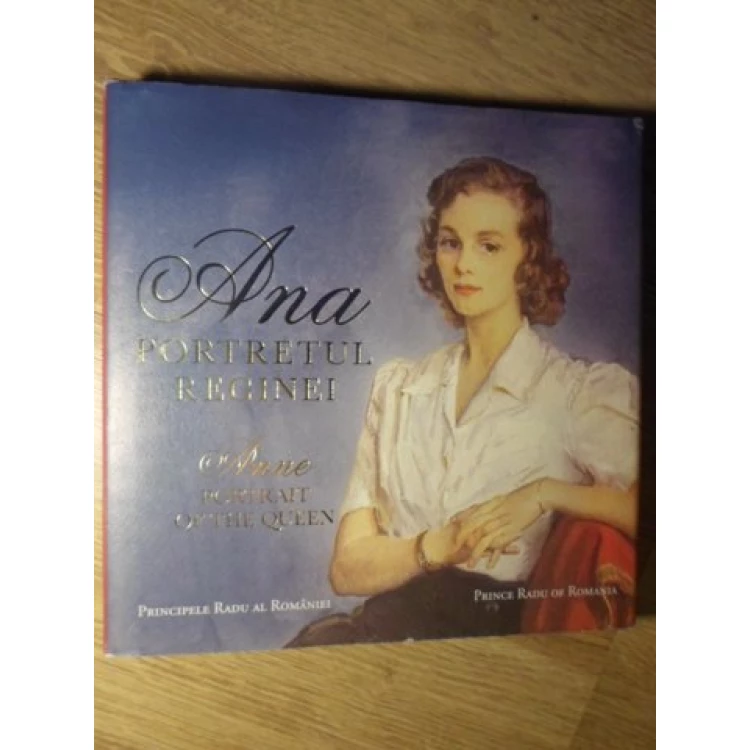 Ana
PORTRETUL
REGINEI
Anne
PORTRAIT
OF THE QUEEN
PRINCIPELE RADU AL ROMÂNIEI
PRINCE RADU OF ROMANIA